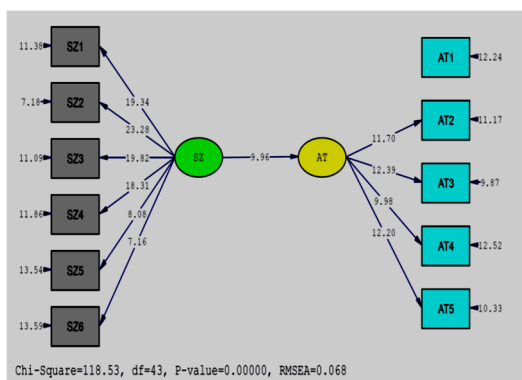 11.38 SZ1
AT1 12.24
7.18 SZ2
19.34
23.28
11.70
AT2 11.17
11.09 SZ3
19.82
SZ
9.96
AT
12.39
AT3 9.87
11.86 SZ4
18.31
9.98
8.08
12.20
7.16
AT4 12.52
13.54 SZ5
AT5 10.33
13.59 SZ6
Chi-Square=118.53, df=43, P-value=0.00000, RMSEA=0.068